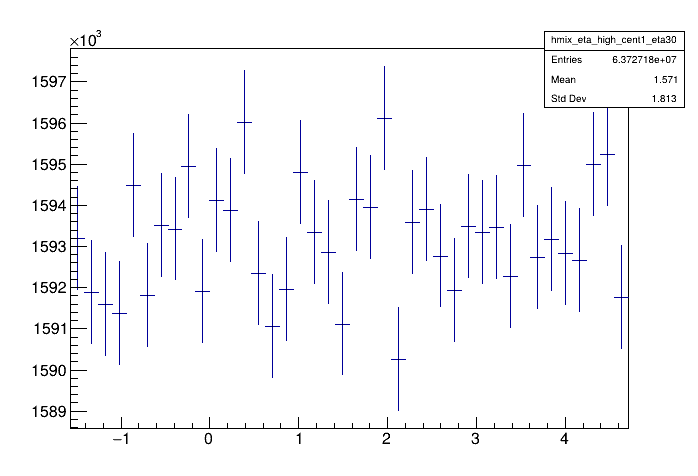 ×10³
hmix_eta_high_cent1_eta30
Entries 6.372718e+07
Mean 1.571
Std Dev 1.813
1597
1596
1595
1594
1593
1592
1591
1590
1589
−1 0 1 2 3 4